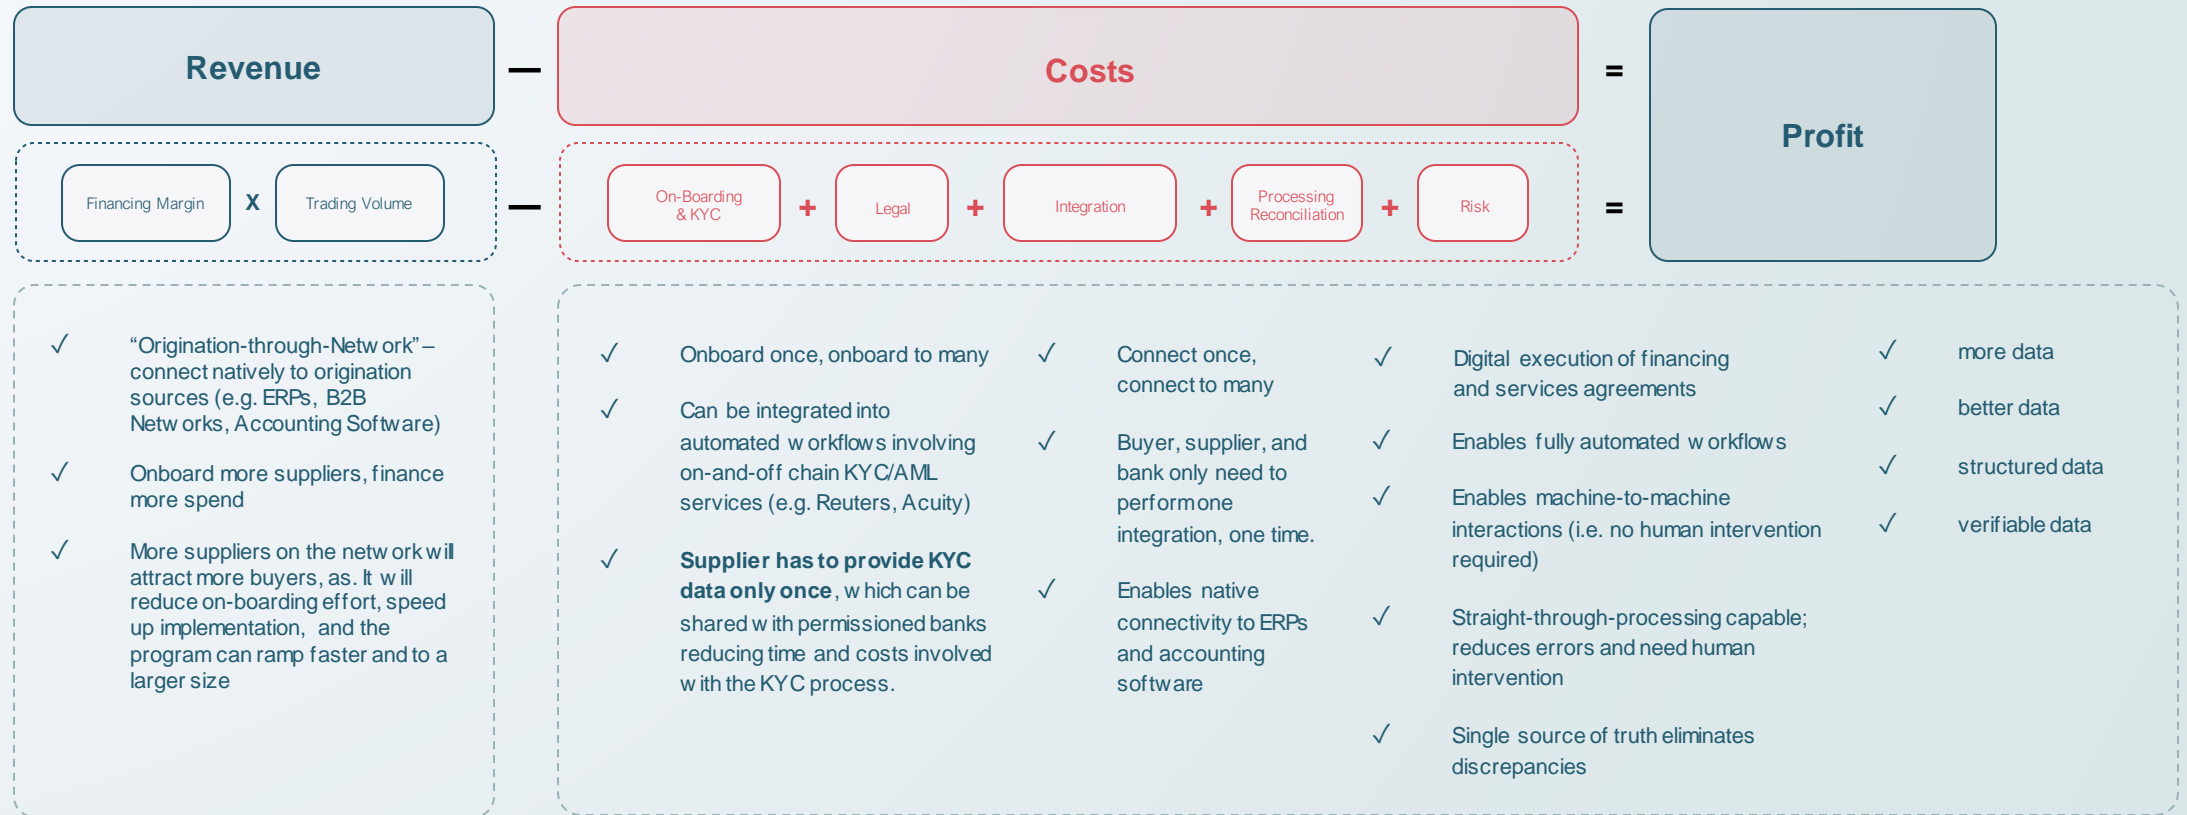 Revenue
—
Costs
=
Profit
Financing Margin
X
Trading Volume
—
On-Boarding
& KYC
+
Legal
+
Integration
+
Processing
Reconciliation
+
Risk
=
✓ “Origination-through-Network” –
connect natively to origination
sources (e.g. ERPs, B2B
Networks, Accounting Software)
✓ Onboard more suppliers, finance
more spend
✓ More suppliers on the network will
attract more buyers, as. It will
reduce on-boarding effort, speed
up implementation, and the
program can ramp faster and to a
larger size
✓ Onboard once, onboard to many
✓ Can be integrated into
automated workflows involving
on-and-off chain KYC/AML
services (e.g. Reuters, Acuity)
✓ Supplier has to provide KYC
data only once, which can be
shared with permissioned banks
reducing time and costs involved
with the KYC process.
✓ Connect once,
connect to many
✓ Buyer, supplier, and
bank only need to
perform one
integration, one time.
✓ Enables native
connectivity to ERPs
and accounting
software
✓ Digital execution of financing
and services agreements
✓ Enables fully automated workflows
✓ Enables machine-to-machine
interactions (i.e. no human intervention
required)
✓ Straight-through-processing capable;
reduces errors and need human
intervention
✓ Single source of truth eliminates
discrepancies
✓ more data
✓ better data
✓ structured data
✓ verifiable data